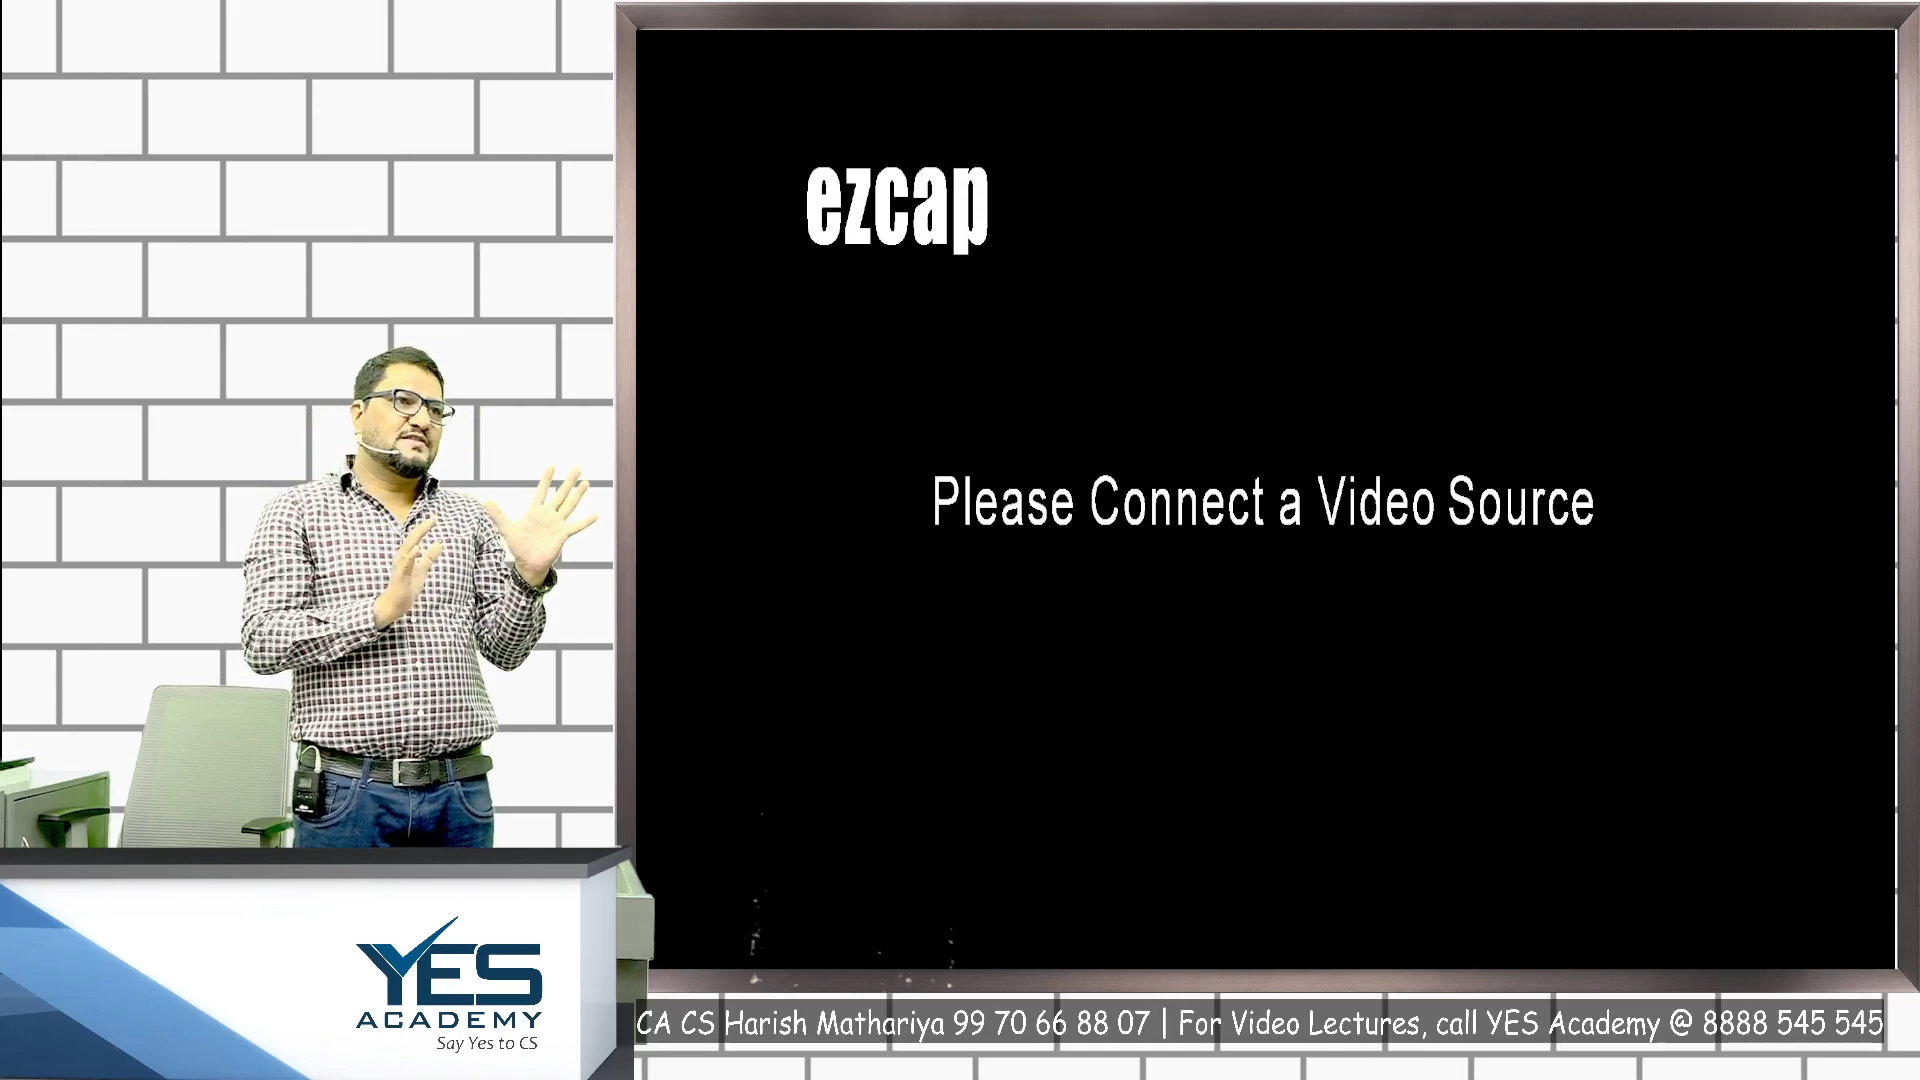 ezcap
Please Connect a Video Source
YES
ACADEMY
Say Yes to CS
CA CS Harish Mathariya 99 70 66 88 07 | For Video Lectures, call YES Academy @ 8888 545 545